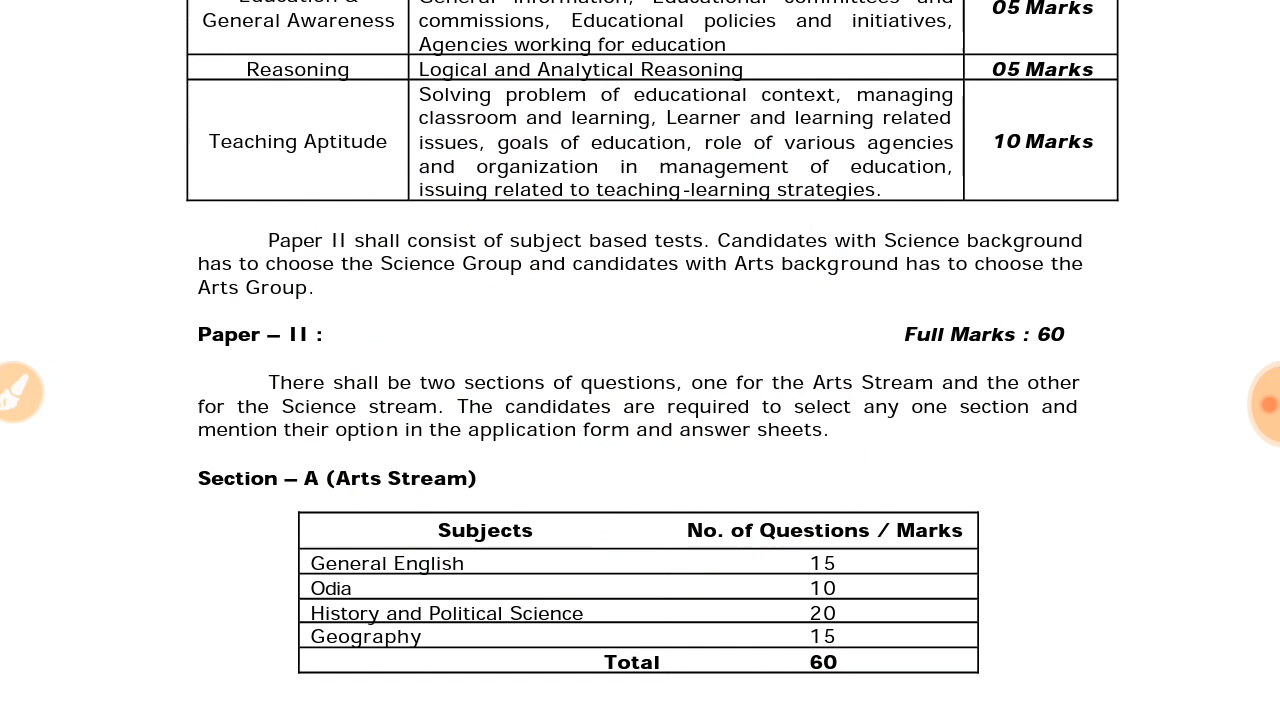 General Awareness
General information, Educational committees and
commissions, Educational policies and initiatives,
Agencies working for education
05 Marks
Reasoning
Logical and Analytical Reasoning
05 Marks
Teaching Aptitude
Solving problem of educational context, managing
classroom and learning, Learner and learning related
issues, goals of education, role of various agencies
and organization in management of education,
issuing related to teaching-learning strategies.
10 Marks
Paper II shall consist of subject based tests. Candidates with Science background
has to choose the Science Group and candidates with Arts background has to choose the
Arts Group.
Paper – II :
Full Marks : 60
There shall be two sections of questions, one for the Arts Stream and the other
for the Science stream. The candidates are required to select any one section and
mention their option in the application form and answer sheets.
Section – A (Arts Stream)
Subjects No. of Questions / Marks
General English 15
Odia 10
History and Political Science 20
Geography 15
Total 60